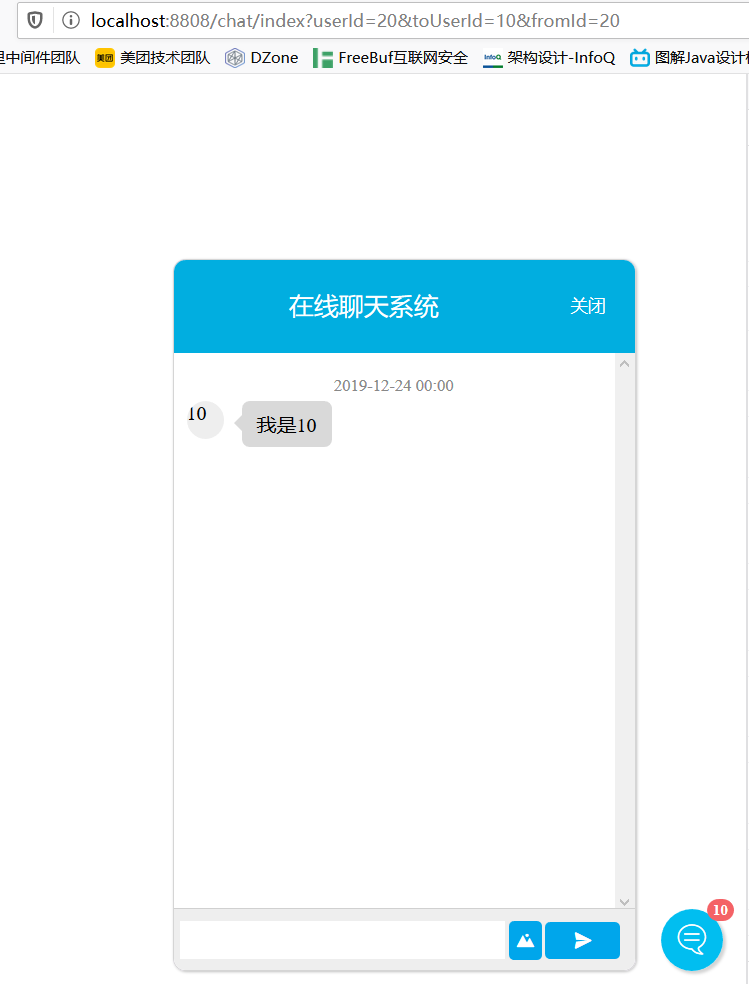 localhost:8808/chat/index?userId=20&toUserId=10&fromId=20
里中间件团队 美团 美团技术团队 DZone FreeBuf互联网安全 InfoQ 架构设计-InfoQ 图解Java设计
在线聊天系统 关闭
2019-12-24 00:00
10 我是10
10